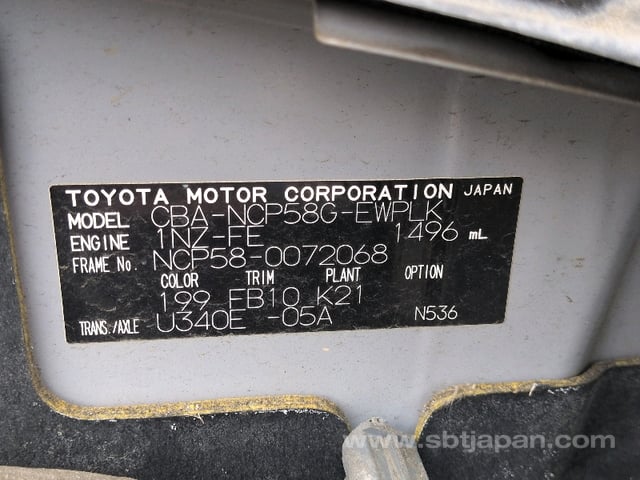 TOYOTA MOTOR CORPORATION JAPAN
MODEL CBA-NCP58G-EWPLK
ENGINE 1NZ-FE 1496 mL
FRAME No. NCP58-0072068
COLOR TRIM PLANT OPTION
199 FB10 K21
TRANS./AXLE U340E -05A N536
www.sbtjapan.com